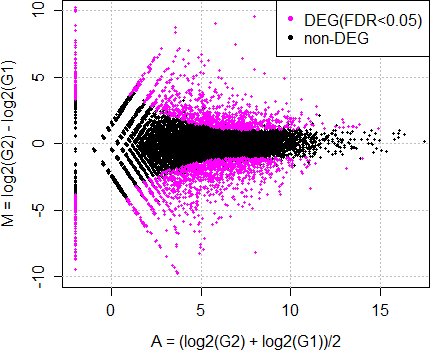 DEG(FDR<0.05)
non-DEG
M = log2(G2) - log2(G1)
10
5
0
-5
-10
0
5
10
15
A = (log2(G2) + log2(G1))/2